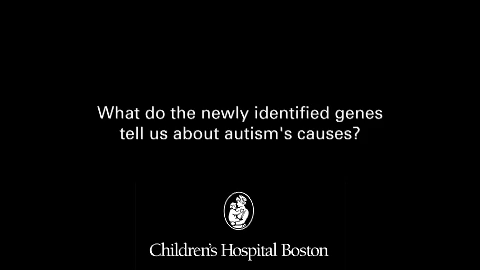 What do the newly identified genes
tell us about autism's causes?
Children's Hospital Boston